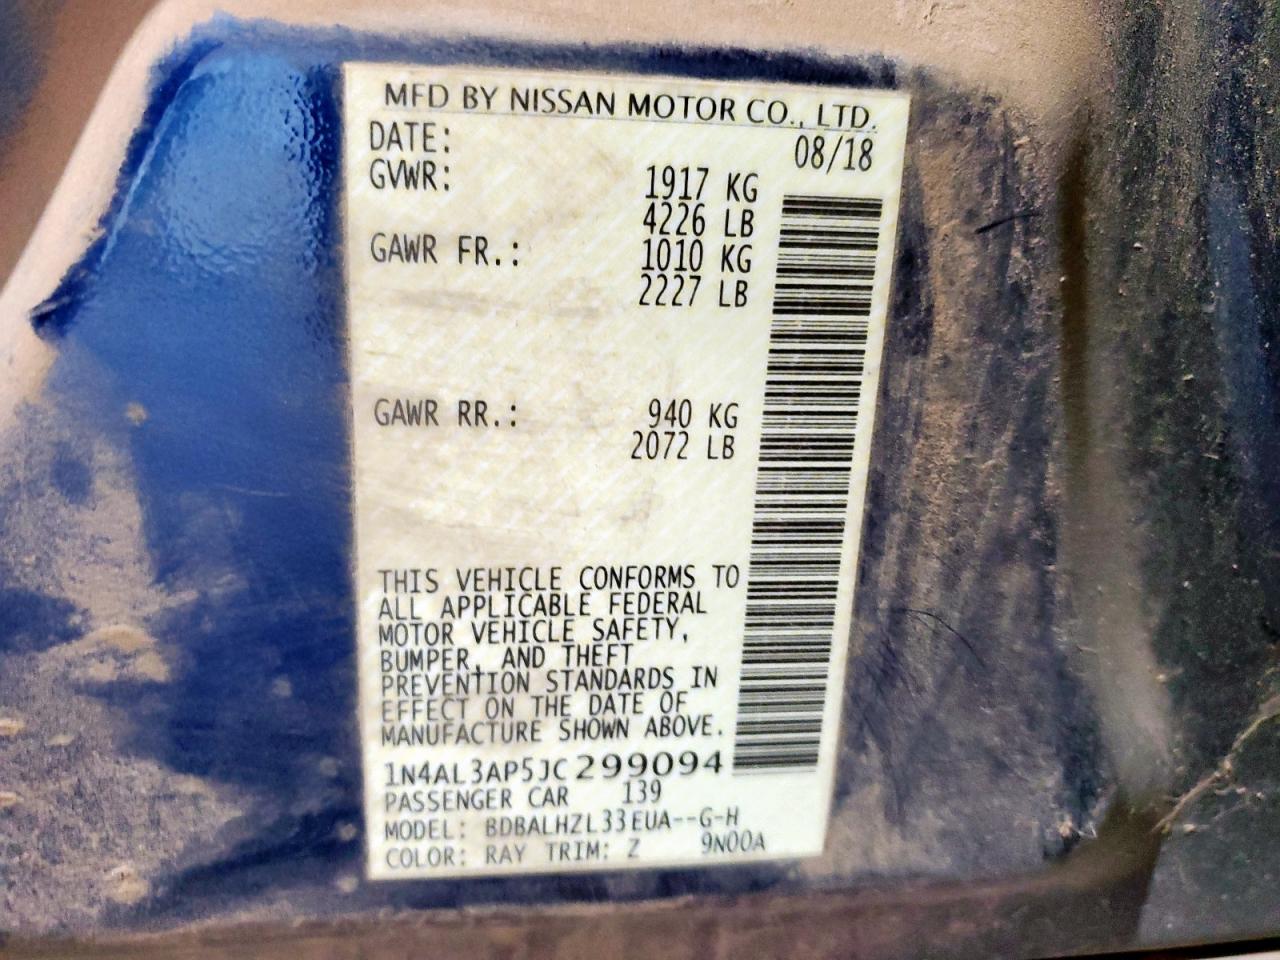 MFD BY NISSAN MOTOR CO., LTD.
DATE: 08/18
GVWR: 1917 KG
4226 LB
GAWR FR.: 1010 KG
2227 LB
GAWR RR.: 940 KG
2072 LB
THIS VEHICLE CONFORMS TO
ALL APPLICABLE FEDERAL
MOTOR VEHICLE SAFETY,
BUMPER, AND THEFT
PREVENTION STANDARDS IN
EFFECT ON THE DATE OF
MANUFACTURE SHOWN ABOVE.
1N4AL3AP5JC299094
PASSENGER CAR 139
MODEL: BDBALHZL33EUA--G-H
COLOR: RAY TRIM: Z 9N00A